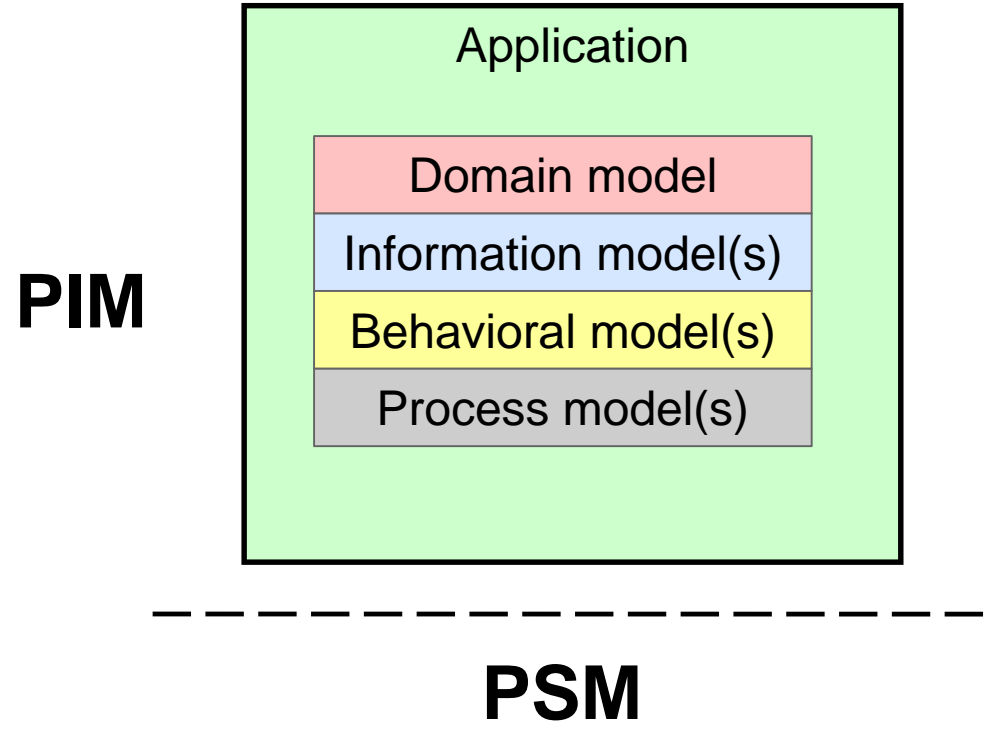 Application
Domain model
Information model(s)
PIM
Behavioral model(s)
Process model(s)
PSM